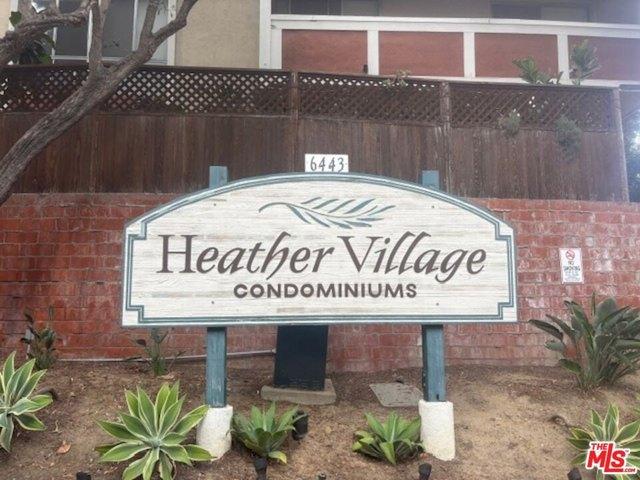 6443
Heather Village
CONDOMINIUMS
NO
SMOKING
THE
MLS